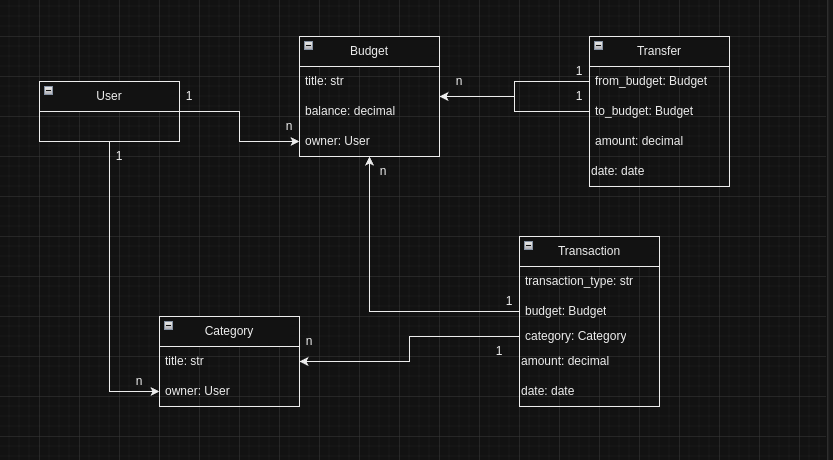 Budget
title: str
balance: decimal
owner: User
Transfer
from_budget: Budget
to_budget: Budget
amount: decimal
date: date
User
1
n
1
n
n
1
1
n
Transaction
transaction_type: str
budget: Budget
category: Category
amount: decimal
date: date
1
1
n
Category
title: str
owner: User